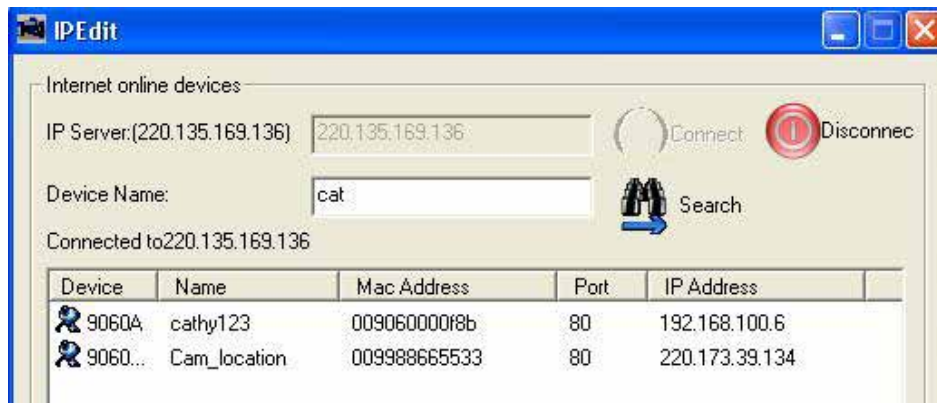 IPEdit
Internet online devices
IP Server:(220.135.169.136) 220.135.169.136 Connect Disconnec
Device Name: cat Search
Connected to220.135.169.136
Device Name Mac Address Port IP Address
9060A cathy123 009060000f8b 80 192.168.100.6
9060... Cam_location 009988665533 80 220.173.39.134